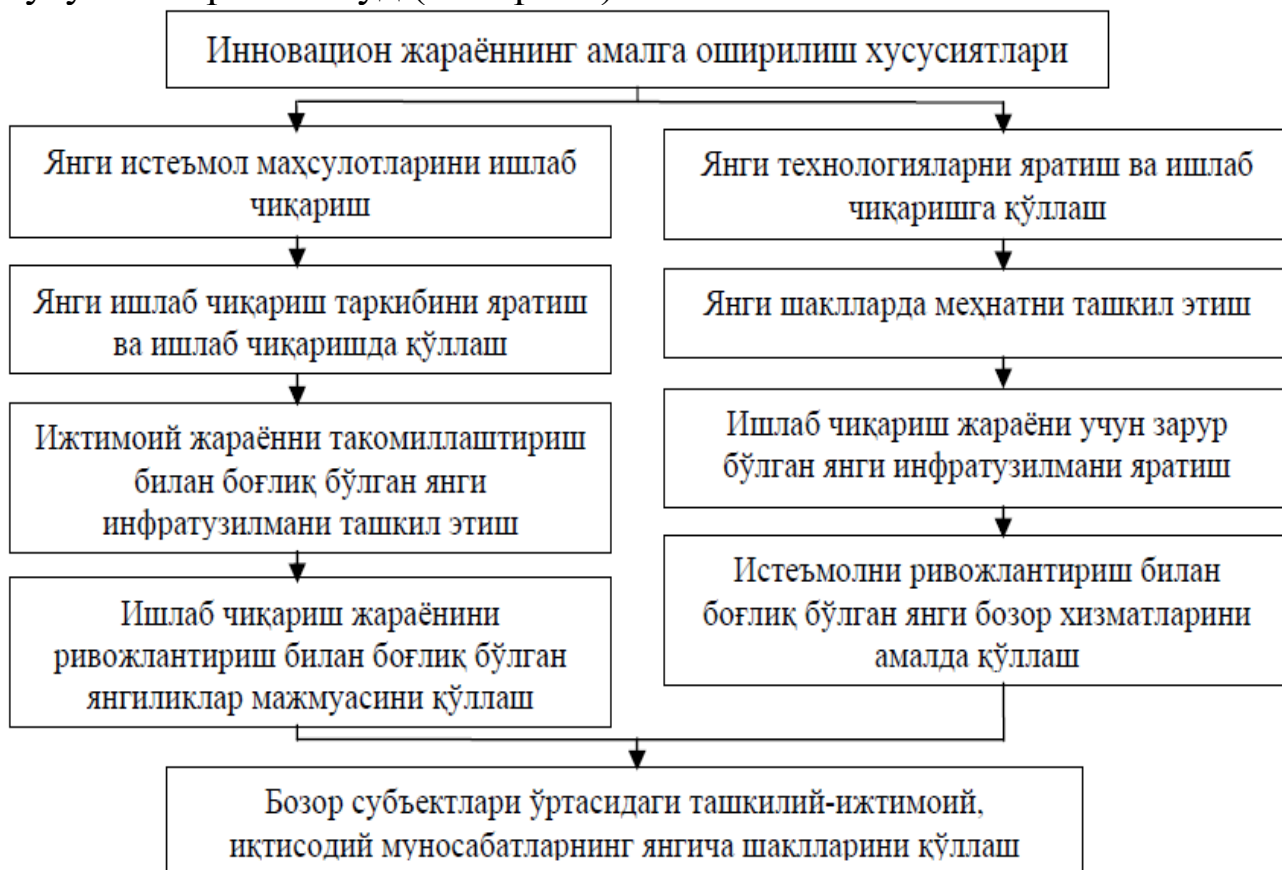 Инновацион жараённинг амалга оширилиш хусусиятлари
Янги истеъмол маҳсулотларини ишлаб
чиқариш
Янги ишлаб чиқариш таркибини яратиш
ва ишлаб чиқаришда қўллаш
Ижтимоий жараённи такомиллаштириш
билан боғлиқ бўлган янги
инфратузилмани ташкил этиш
Ишлаб чиқариш жараёнини
ривожлантириш билан боғлиқ бўлган
янгиликлар мажмуасини қўллаш
Янги технологияларни яратиш ва ишлаб
чиқаришга қўллаш
Янги шаклларда меҳнатни ташкил этиш
Ишлаб чиқариш жараёни учун зарур
бўлган янги инфратузилмани яратиш
Истеъмолни ривожлантириш билан
боғлиқ бўлган янги бозор хизматларини
амалда қўллаш
Бозор субъектлари ўртасидаги ташкилий-ижтимоий,
иқтисодий муносабатларнинг янгича шаклларини қўллаш